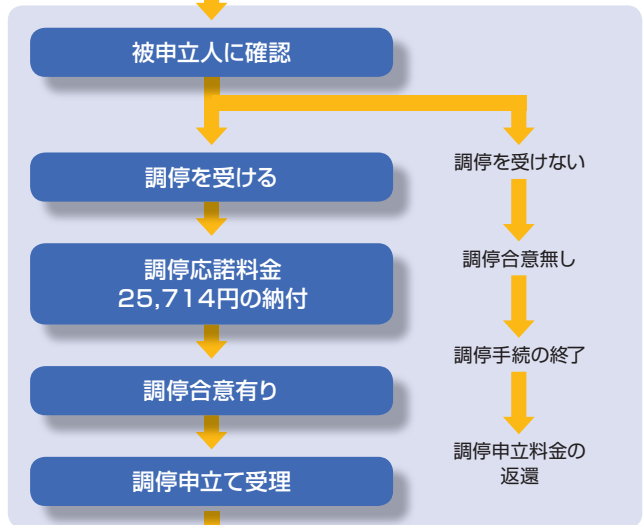 被申立人に確認
調停を受ける
調停応諾料金
25,714円の納付
調停合意有り
調停申立て受理
調停を受けない
調停合意無し
調停手続の終了
調停申立料金の
返還